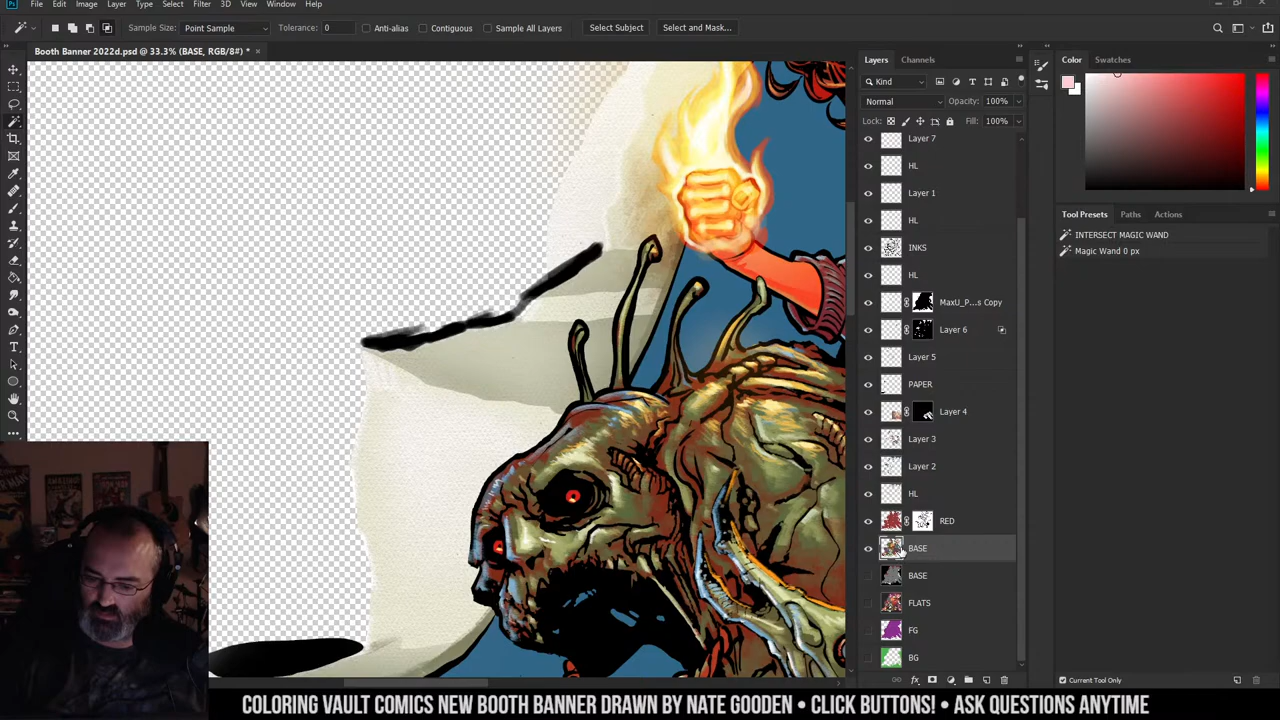 Ps File Edit Image Layer Type Select Filter 3D View Window Help
Sample Size: Point Sample Tolerance: 0 Anti-alias Contiguous Sample All Layers Select Subject Select and Mask...
Booth Banner 2022d.psd @ 33.3% (BASE, RGB/8#) * ×
Layers Channels
Color Swatches
Kind
Normal Opacity: 100%
Lock: Fill: 100%
Layer 7
HL
Layer 1
HL
INKS
HL
MaxU_P...s Copy
Layer 6
Layer 5
PAPER
Layer 4
Layer 3
Layer 2
HL
RED
BASE
BASE
FLATS
FG
BG
fx
Tool Presets Paths Actions
INTERSECT MAGIC WAND
Magic Wand 0 px
Current Tool Only
COLORING VAULT COMICS NEW BOOTH BANNER DRAWN BY NATE GOODEN • CLICK BUTTONS! • ASK QUESTIONS ANYTIME